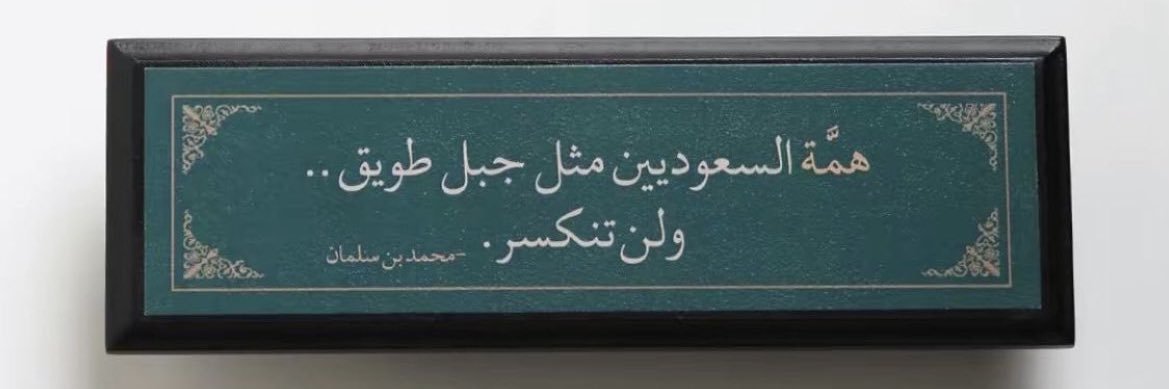 همَّة السعوديين مثل جبل طويق..
ولن تنكسر. -محمد بن سلمان